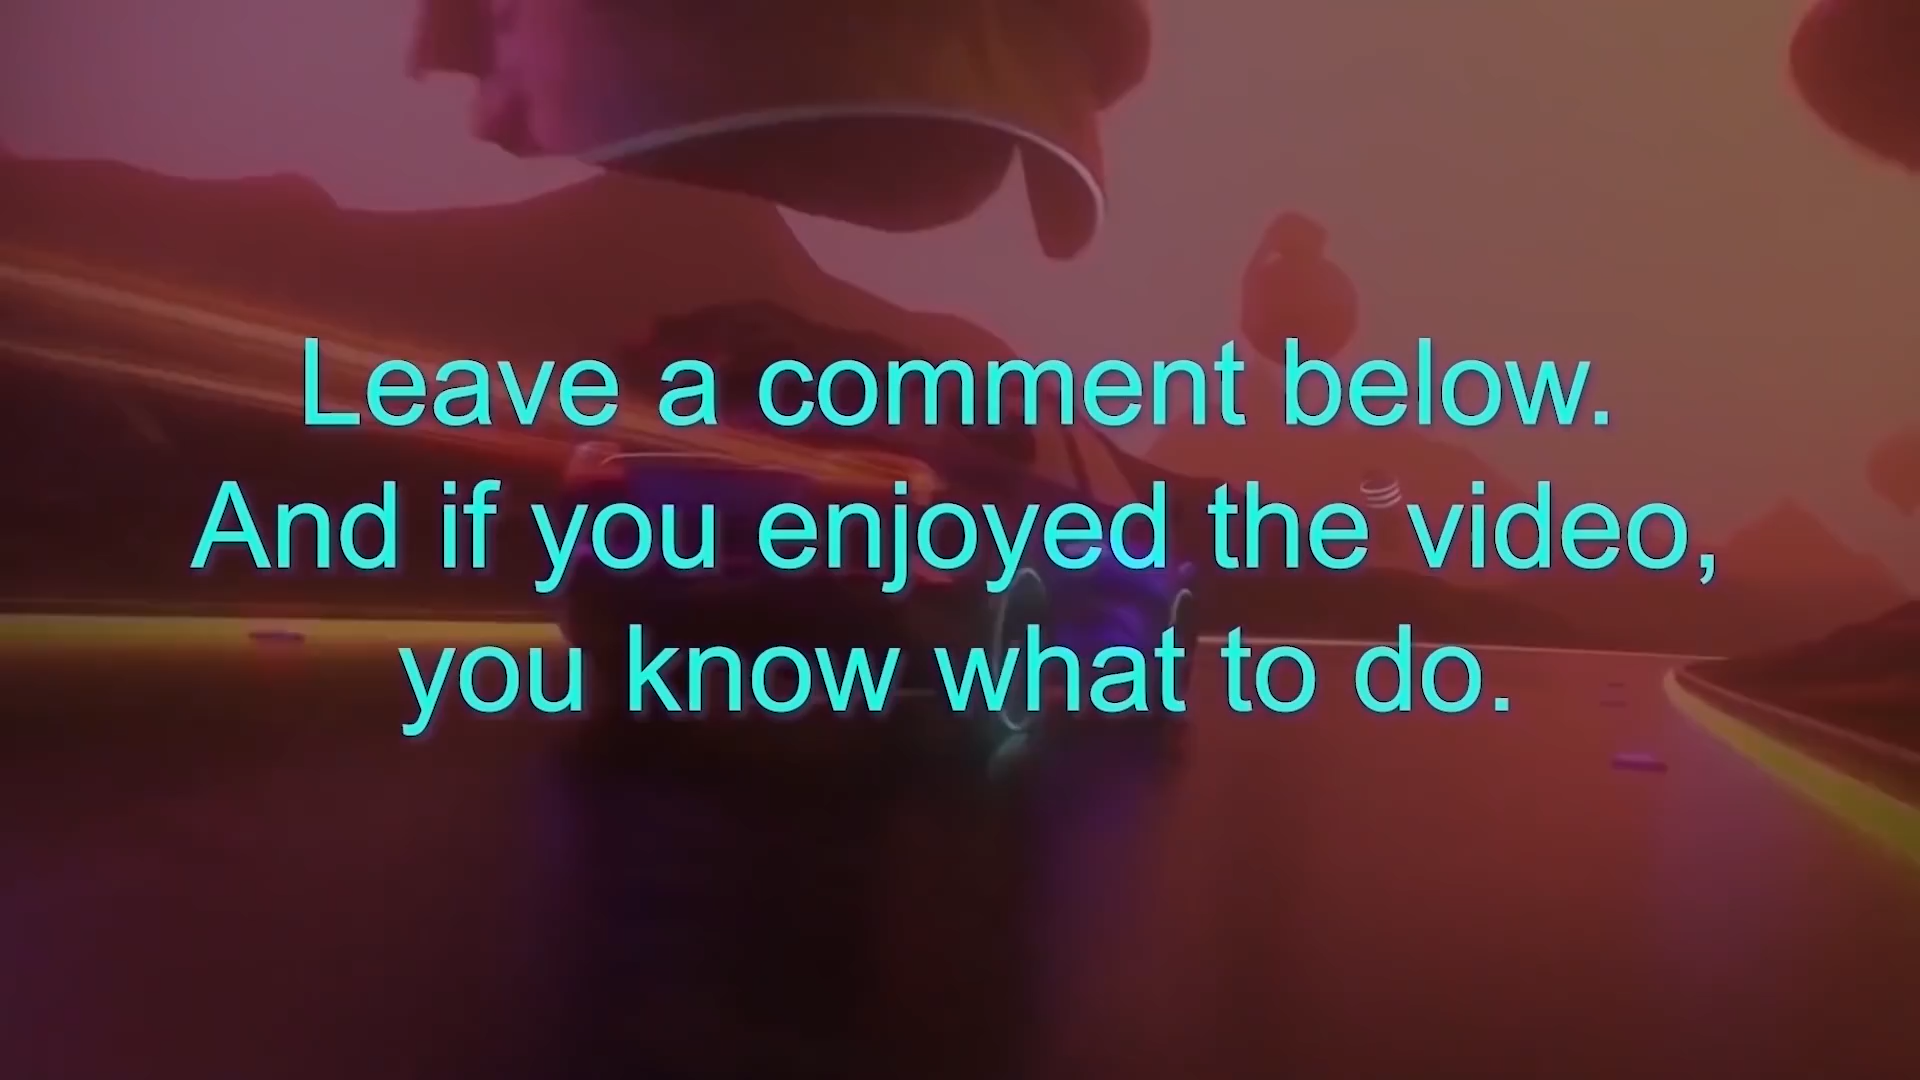 Leave a comment below.
And if you enjoyed the video,
you know what to do.